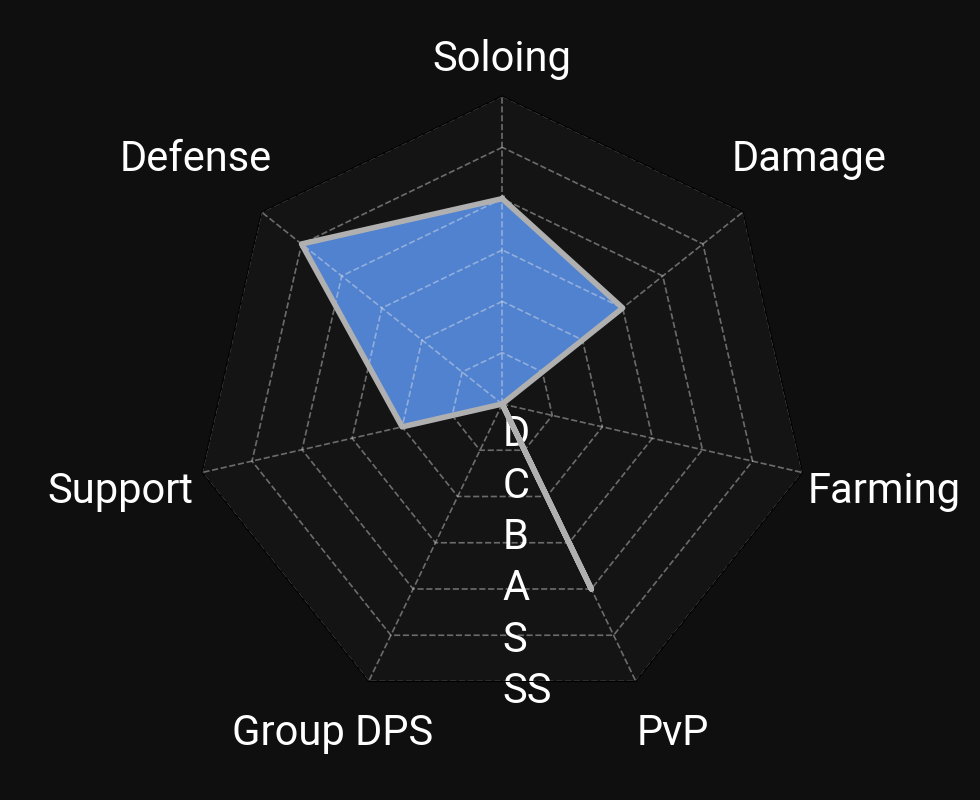 Soloing
Defense
Damage
D
C
B
A
S
SS
Support
Farming
Group DPS
PvP